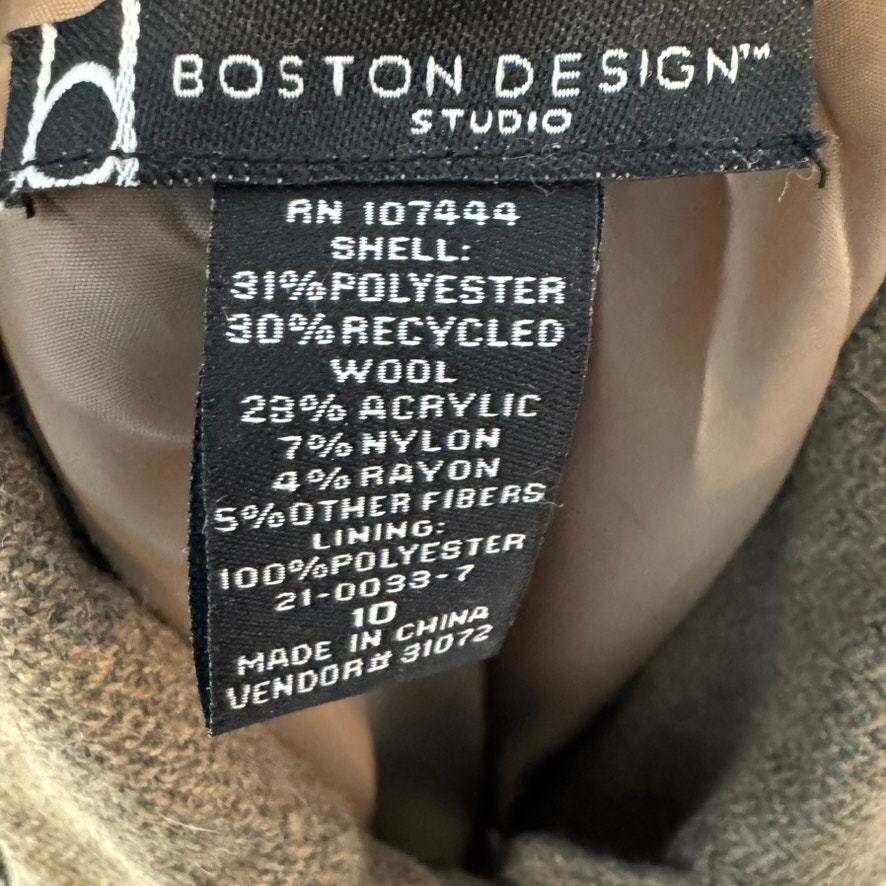 bd BOSTON DESIGN™
STUDIO
RN 107444
SHELL:
31%POLYESTER
30%RECYCLED
WOOL
23% ACRYLIC
7%NYLON
4%RAYON
5%OTHER FIBERS
LINING:
100%POLYESTER
21-0033-7
10
MADE IN CHINA
VENDOR# 31072